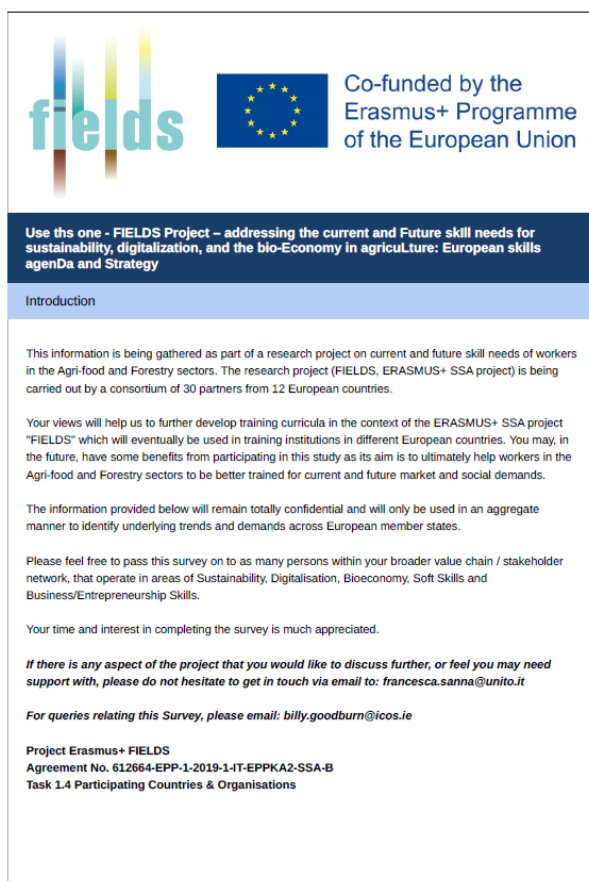 fields
Co-funded by the
Erasmus+ Programme
of the European Union
Use ths one - FIELDS Project – addressing the current and Future skIll needs for
sustainability, digitalization, and the bio-Economy in agricuLture: European skills
agenDa and Strategy
Introduction
This information is being gathered as part of a research project on current and future skill needs of workers
in the Agri-food and Forestry sectors. The research project (FIELDS, ERASMUS+ SSA project) is being
carried out by a consortium of 30 partners from 12 European countries.
Your views will help us to further develop training curricula in the context of the ERASMUS+ SSA project
"FIELDS" which will eventually be used in training institutions in different European countries. You may, in
the future, have some benefits from participating in this study as its aim is to ultimately help workers in the
Agri-food and Forestry sectors to be better trained for current and future market and social demands.
The information provided below will remain totally confidential and will only be used in an aggregate
manner to identify underlying trends and demands across European member states.
Please feel free to pass this survey on to as many persons within your broader value chain / stakeholder
network, that operate in areas of Sustainability, Digitalisation, Bioeconomy, Soft Skills and
Business/Entrepreneurship Skills.
Your time and interest in completing the survey is much appreciated.
If there is any aspect of the project that you would like to discuss further, or feel you may need
support with, please do not hesitate to get in touch via email to: francesca.sanna@unito.it
For queries relating this Survey, please email: billy.goodburn@icos.ie
Project Erasmus+ FIELDS
Agreement No. 612664-EPP-1-2019-1-IT-EPPKA2-SSA-B
Task 1.4 Participating Countries & Organisations